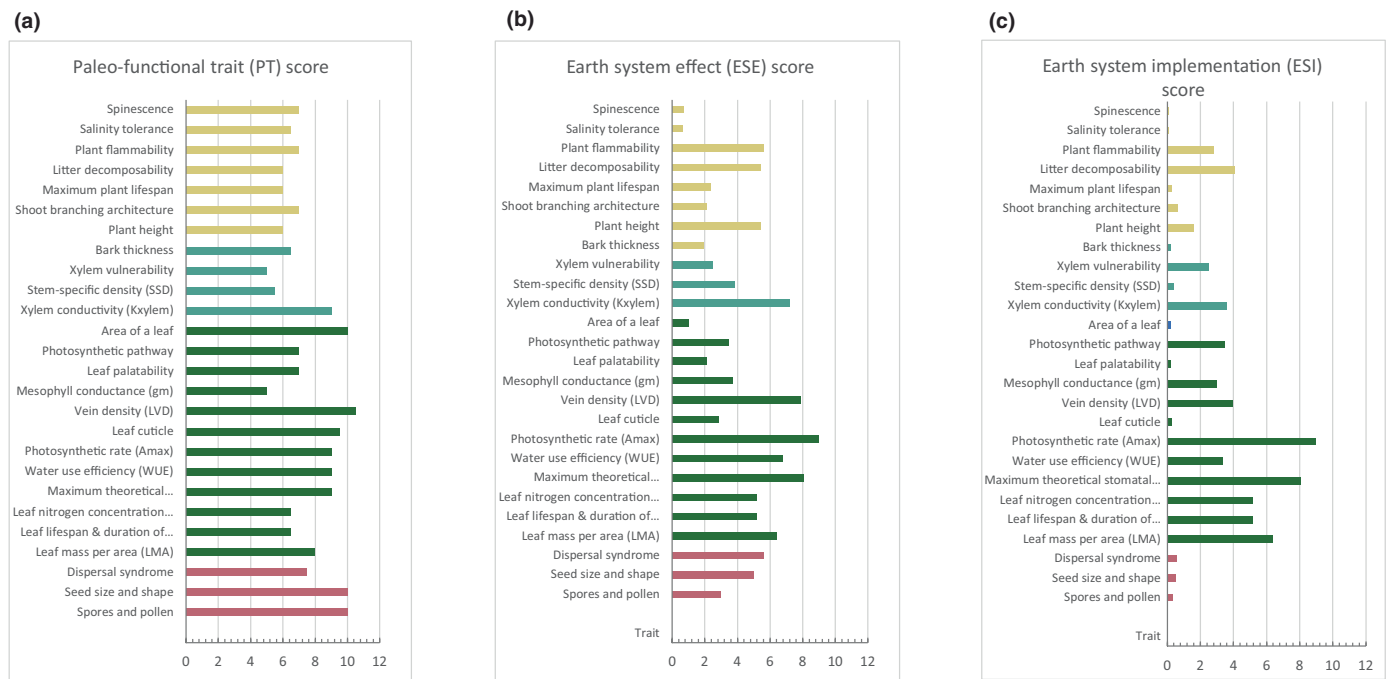 (a)
Paleo-functional trait (PT) score
Spinescence
Salinity tolerance
Plant flammability
Litter decomposability
Maximum plant lifespan
Shoot branching architecture
Plant height
Bark thickness
Xylem vulnerability
Stem-specific density (SSD)
Xylem conductivity (Kxylem)
Area of a leaf
Photosynthetic pathway
Leaf palatability
Mesophyll conductance (gm)
Vein density (LVD)
Leaf cuticle
Photosynthetic rate (Amax)
Water use efficiency (WUE)
Maximum theoretical...
Leaf nitrogen concentration...
Leaf lifespan & duration of...
Leaf mass per area (LMA)
Dispersal syndrome
Seed size and shape
Spores and pollen
0 2 4 6 8 10 12
(b)
Earth system effect (ESE) score
Spinescence
Salinity tolerance
Plant flammability
Litter decomposability
Maximum plant lifespan
Shoot branching architecture
Plant height
Bark thickness
Xylem vulnerability
Stem-specific density (SSD)
Xylem conductivity (Kxylem)
Area of a leaf
Photosynthetic pathway
Leaf palatability
Mesophyll conductance (gm)
Vein density (LVD)
Leaf cuticle
Photosynthetic rate (Amax)
Water use efficiency (WUE)
Maximum theoretical...
Leaf nitrogen concentration...
Leaf lifespan & duration of...
Leaf mass per area (LMA)
Dispersal syndrome
Seed size and shape
Spores and pollen
Trait
0 2 4 6 8 10 12
(c)
Earth system implementation (ESI)
score
Spinescence
Salinity tolerance
Plant flammability
Litter decomposability
Maximum plant lifespan
Shoot branching architecture
Plant height
Bark thickness
Xylem vulnerability
Stem-specific density (SSD)
Xylem conductivity (Kxylem)
Area of a leaf
Photosynthetic pathway
Leaf palatability
Mesophyll conductance (gm)
Vein density (LVD)
Leaf cuticle
Photosynthetic rate (Amax)
Water use efficiency (WUE)
Maximum theoretical stomatal...
Leaf nitrogen concentration...
Leaf lifespan & duration of...
Leaf mass per area (LMA)
Dispersal syndrome
Seed size and shape
Spores and pollen
Trait
0 2 4 6 8 10 12